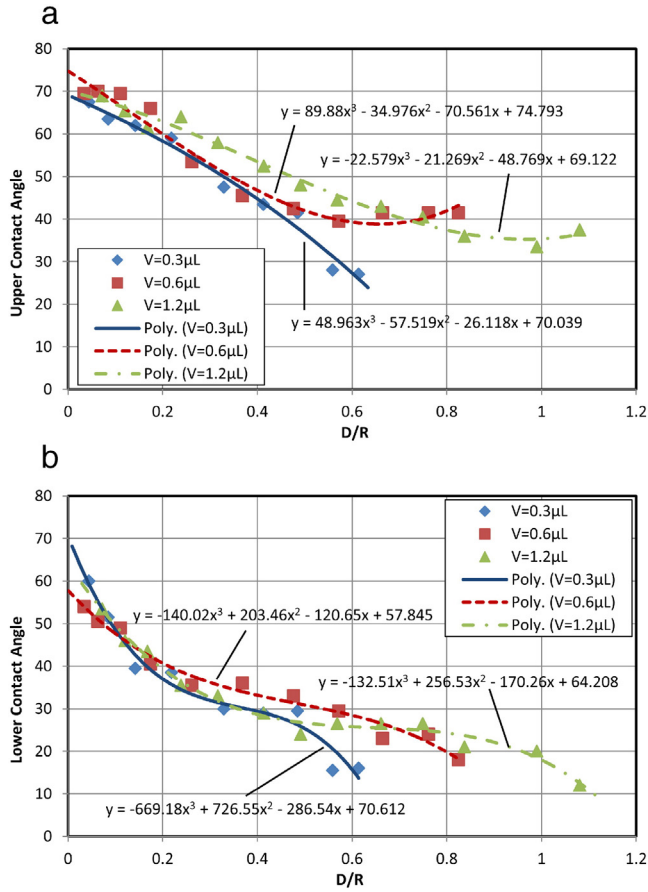 a
80
70
60
50
40
30
20
10
0
Upper Contact Angle
y = 89.88x³ - 34.976x² - 70.561x + 74.793
y = -22.579x³ - 21.269x² - 48.769x + 69.122
y = 48.963x³ - 57.519x² - 26.118x + 70.039
V=0.3µL
V=0.6µL
V=1.2µL
Poly. (V=0.3µL)
Poly. (V=0.6µL)
Poly. (V=1.2µL)
0 0.2 0.4 0.6 0.8 1 1.2
D/R
b
80
70
60
50
40
30
20
10
0
Lower Contact Angle
V=0.3µL
V=0.6µL
V=1.2µL
Poly. (V=0.3µL)
Poly. (V=0.6µL)
Poly. (V=1.2µL)
y = -140.02x³ + 203.46x² - 120.65x + 57.845
y = -132.51x³ + 256.53x² - 170.26x + 64.208
y = -669.18x³ + 726.55x² - 286.54x + 70.612
0 0.2 0.4 0.6 0.8 1 1.2
D/R